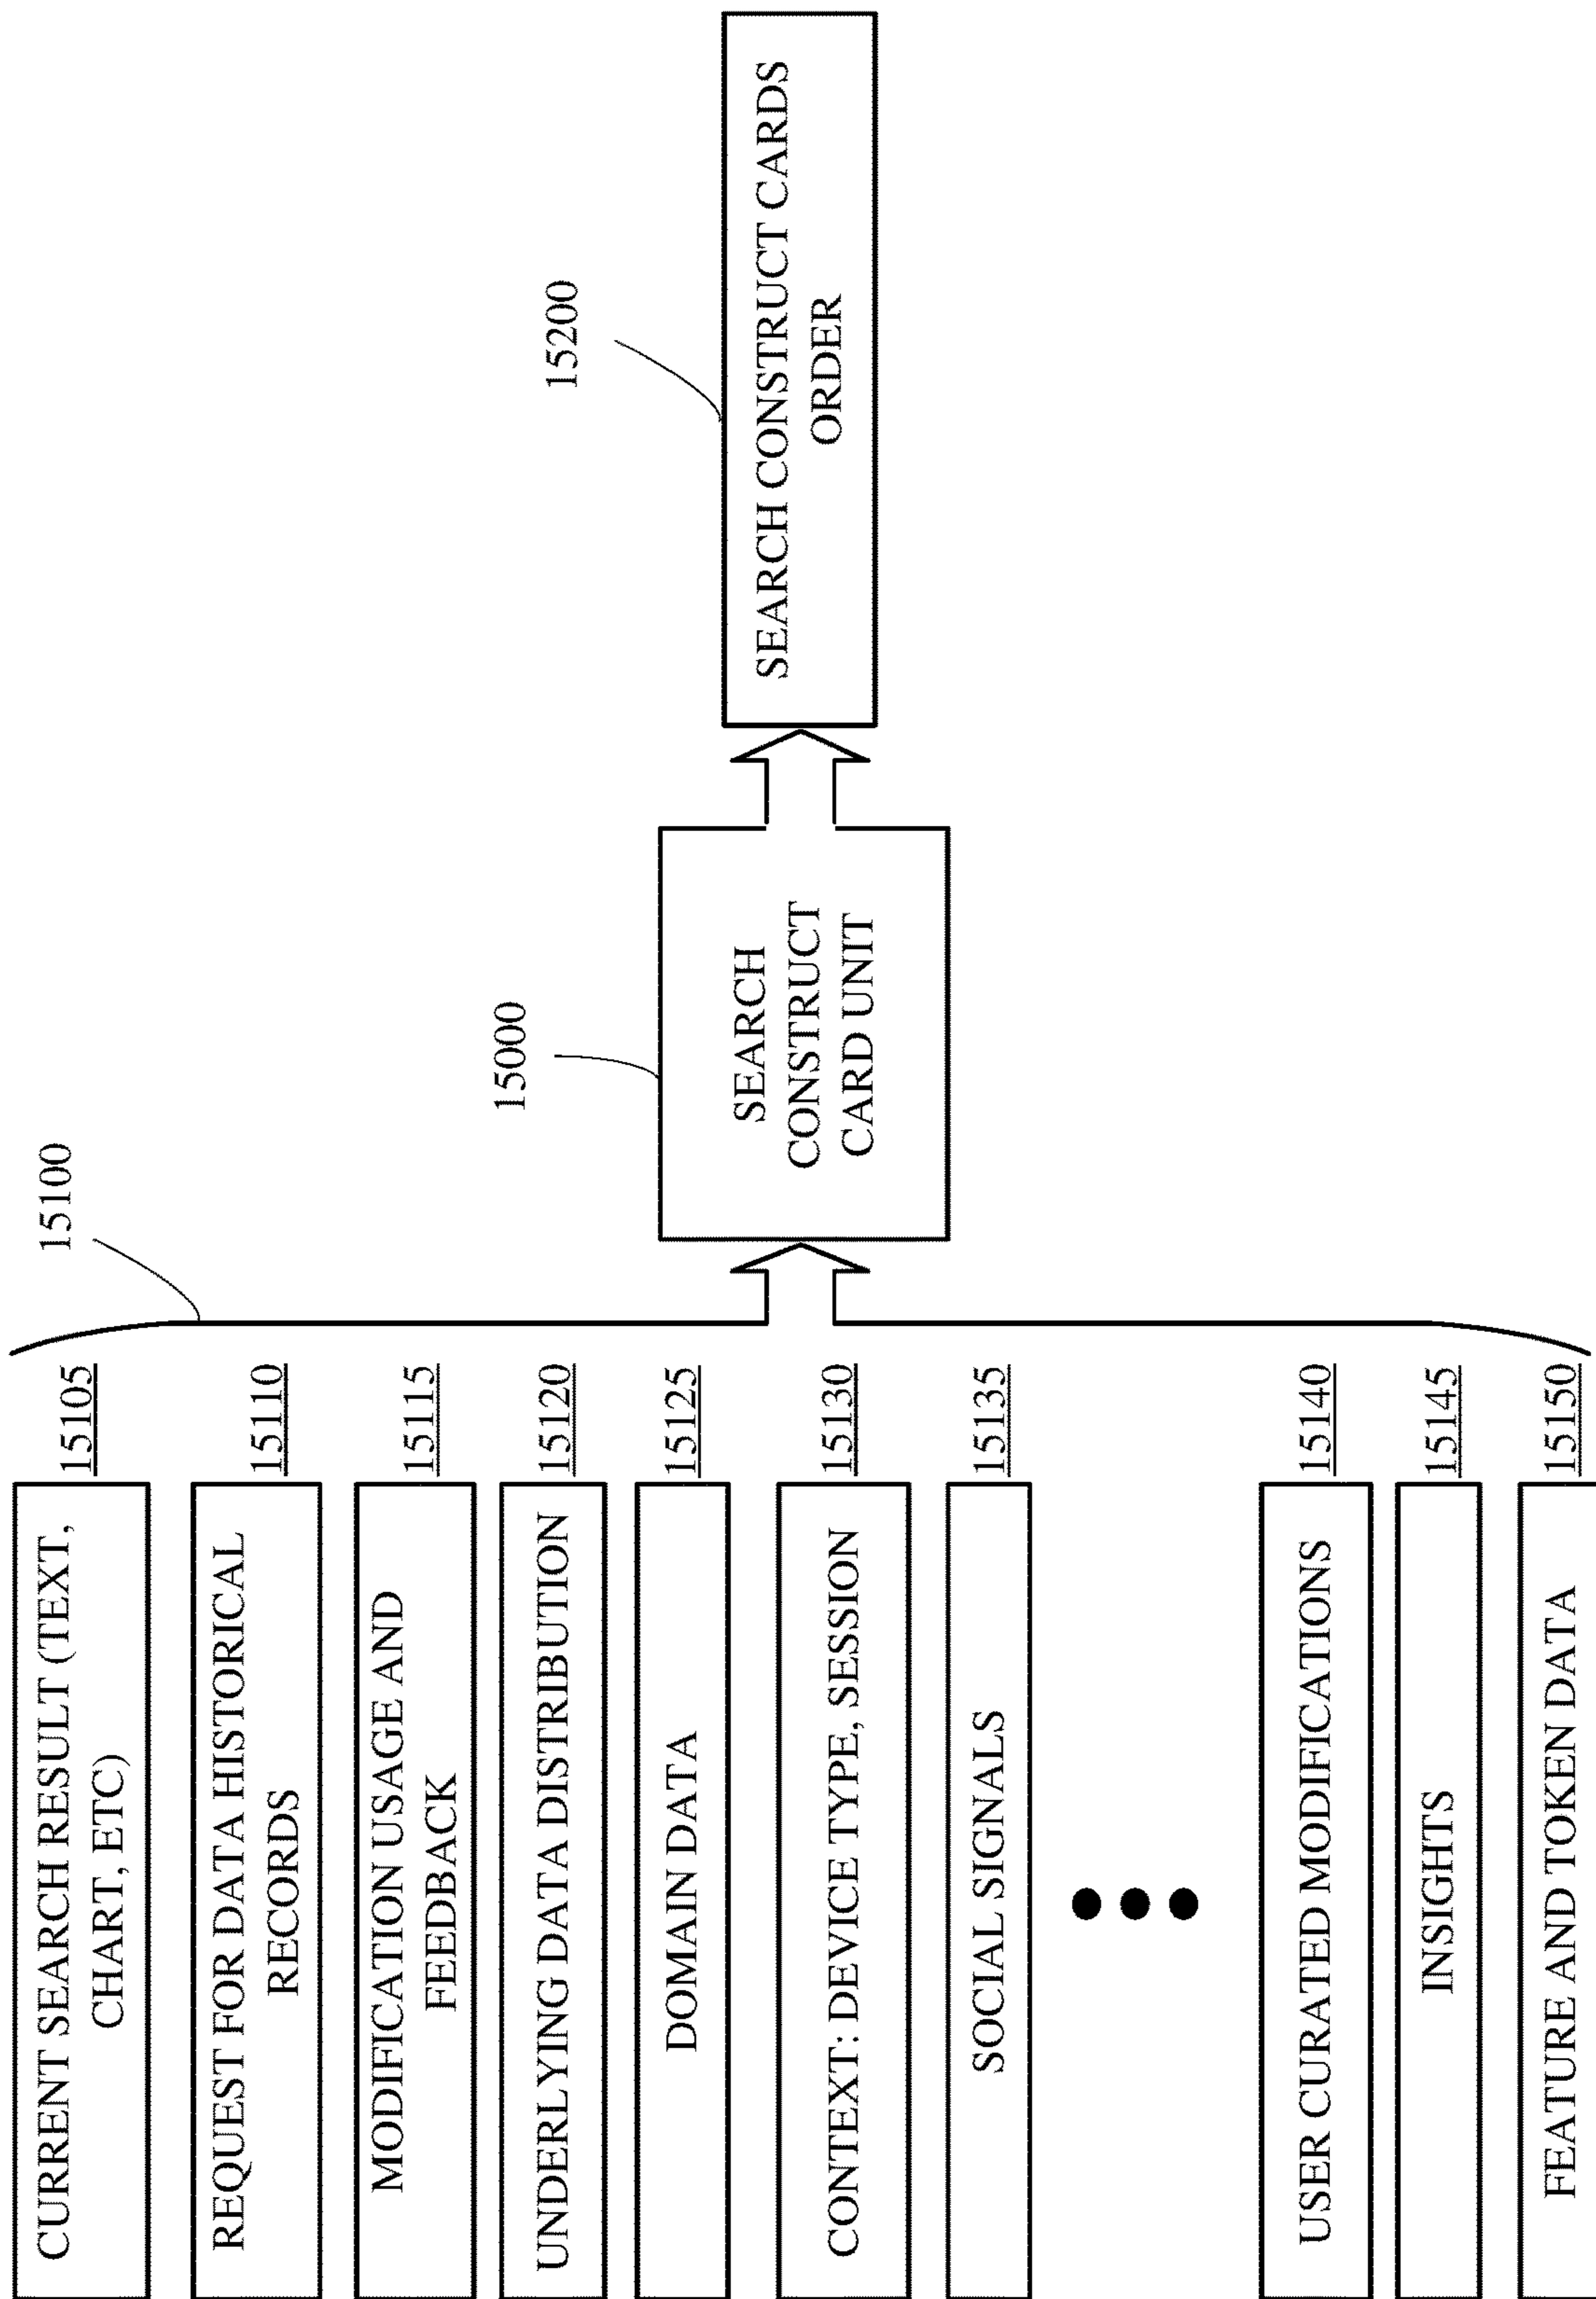 CURRENT SEARCH RESULT (TEXT,
CHART, ETC)
15105
REQUEST FOR DATA HISTORICAL
RECORDS
15110
MODIFICATION USAGE AND
FEEDBACK
15115
UNDERLYING DATA DISTRIBUTION
15120
DOMAIN DATA
15125
CONTEXT: DEVICE TYPE, SESSION
15130
SOCIAL SIGNALS
15135
USER CURATED MODIFICATIONS
15140
INSIGHTS
15145
FEATURE AND TOKEN DATA
15150
15100
15000
SEARCH
CONSTRUCT
CARD UNIT
15200
SEARCH CONSTRUCT CARDS
ORDER